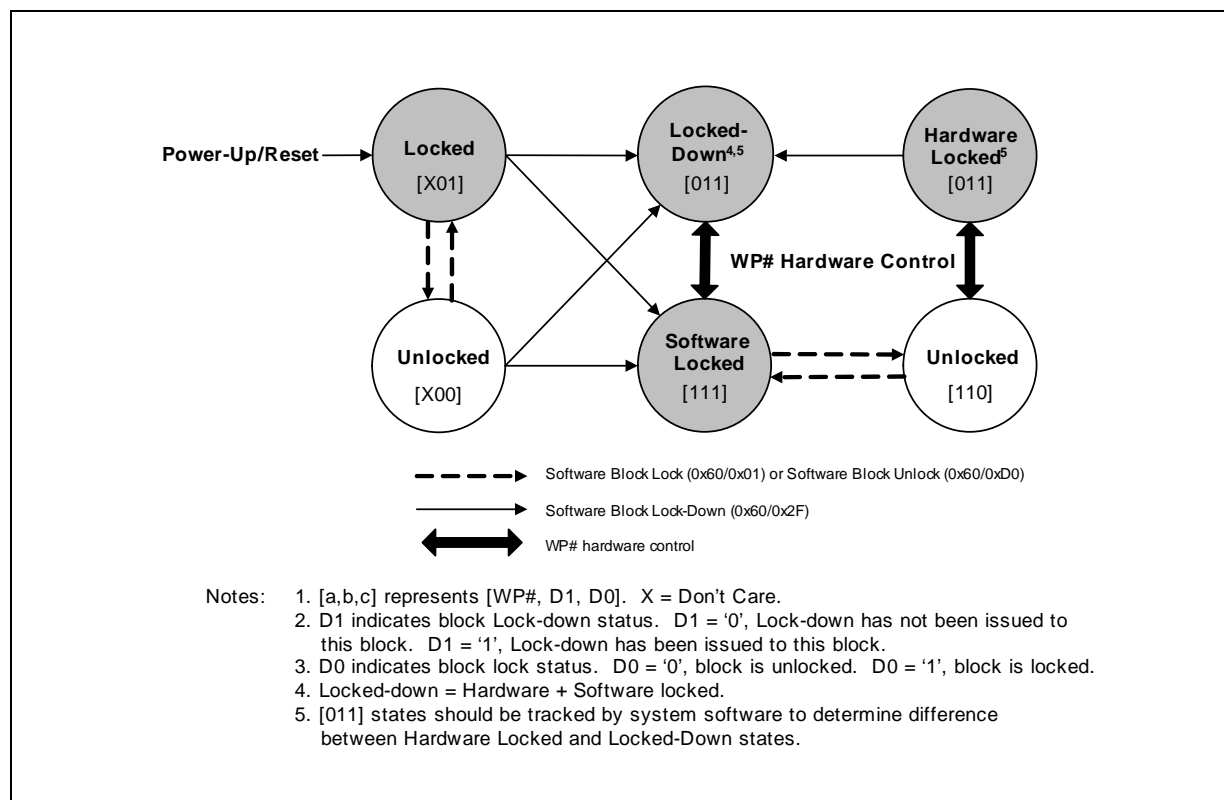 Power-Up/Reset
Locked
[X01]
Locked-
Down4,5
[011]
Hardware
Locked5
[011]
WP# Hardware Control
Unlocked
[X00]
Software
Locked
[111]
Unlocked
[110]
Software Block Lock (0x60/0x01) or Software Block Unlock (0x60/0xD0)
Software Block Lock-Down (0x60/0x2F)
WP# hardware control
Notes: 1. [a,b,c] represents [WP#, D1, D0]. X = Don't Care.
2. D1 indicates block Lock-down status. D1 = ‘0’, Lock-down has not been issued to
this block. D1 = ‘1’, Lock-down has been issued to this block.
3. D0 indicates block lock status. D0 = ‘0’, block is unlocked. D0 = ‘1’, block is locked.
4. Locked-down = Hardware + Software locked.
5. [011] states should be tracked by system software to determine difference
between Hardware Locked and Locked-Down states.